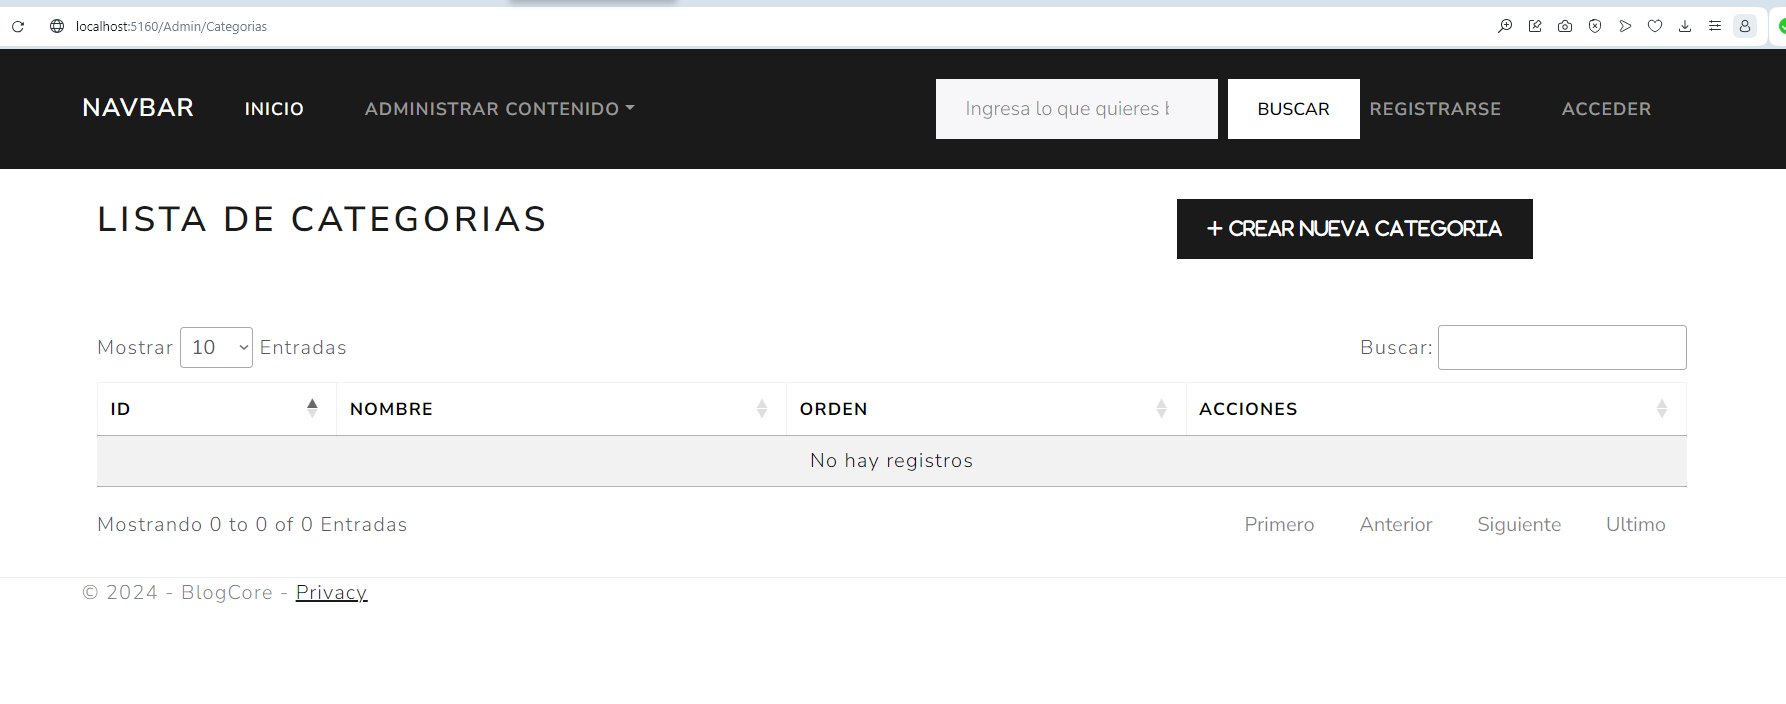 localhost:5160/Admin/Categorias
NAVBAR INICIO ADMINISTRAR CONTENIDO Ingresa lo que quieres b BUSCAR REGISTRARSE ACCEDER
LISTA DE CATEGORIAS
+ CREAR NUEVA CATEGORIA
Mostrar 10 Entradas Buscar:
ID NOMBRE ORDEN ACCIONES
No hay registros
Mostrando 0 to 0 of 0 Entradas Primero Anterior Siguiente Ultimo
© 2024 - BlogCore - Privacy